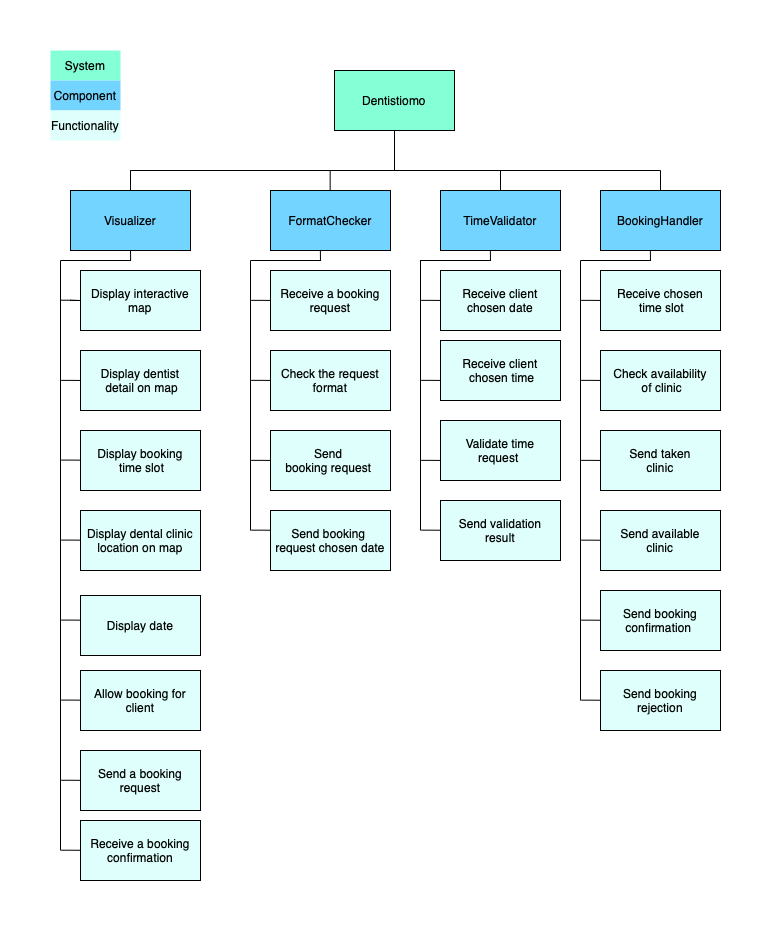 System
Component
Functionality
Dentistiomo
Visualizer
Display interactive
map
Display dentist
detail on map
Display booking
time slot
Display dental clinic
location on map
Display date
Allow booking for
client
Send a booking
request
Receive a booking
confirmation
FormatChecker
Receive a booking
request
Check the request
format
Send
booking request
Send booking
request chosen date
TimeValidator
Receive client
chosen date
Receive client
chosen time
Validate time
request
Send validation
result
BookingHandler
Receive chosen
time slot
Check availability
of clinic
Send taken
clinic
Send available
clinic
Send booking
confirmation
Send booking
rejection